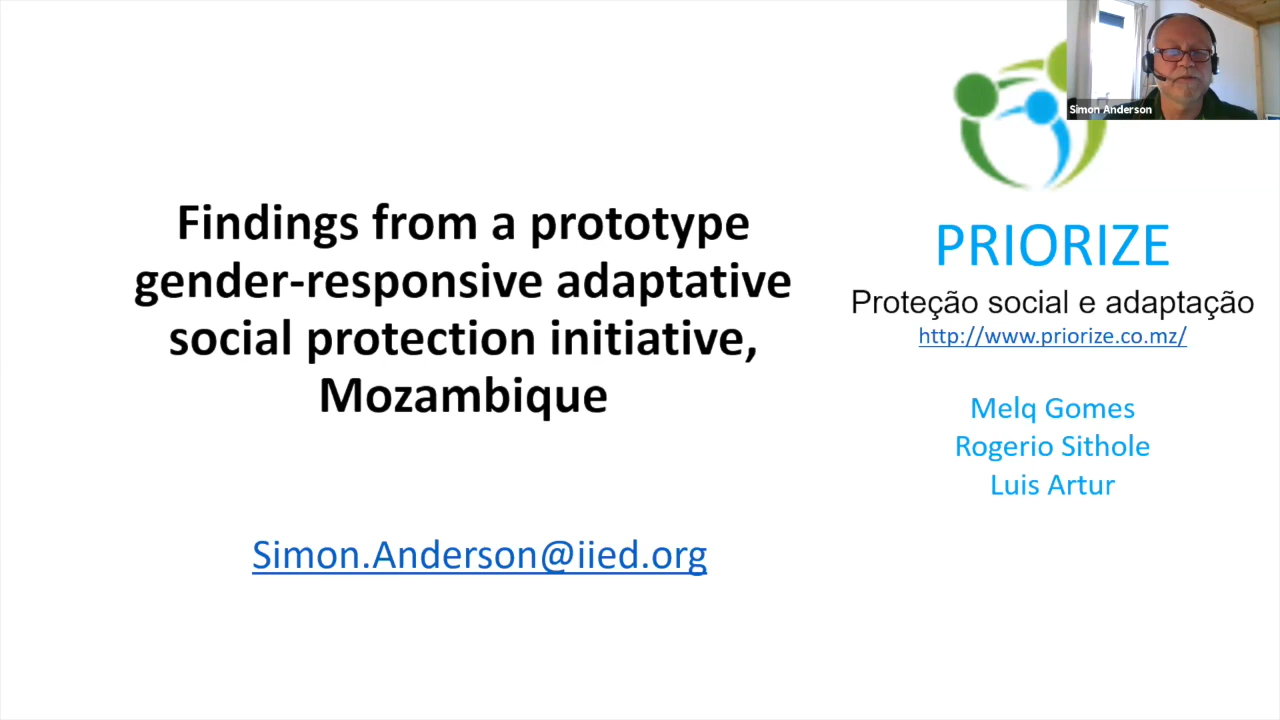 Findings from a prototype
gender-responsive adaptative
social protection initiative,
Mozambique
Simon.Anderson@iied.org
Simon Anderson
PRIORIZE
Proteção social e adaptação
http://www.priorize.co.mz/
Melq Gomes
Rogerio Sithole
Luis Artur